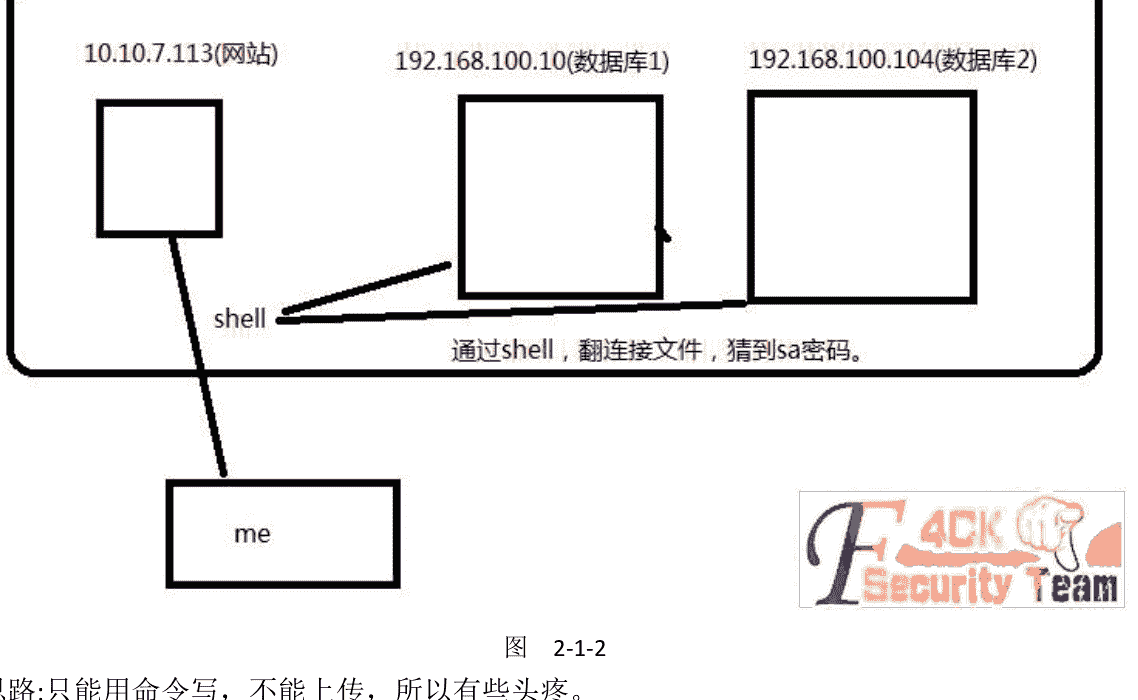 10.10.7.113(网站)
192.168.100.10(数据库1)
192.168.100.104(数据库2)
shell
通过shell，翻连接文件，猜到sa密码。
me
F4CK
Security Team
图 2-1-2
思路:只能用命令写，不能上传，所以有些头疼。